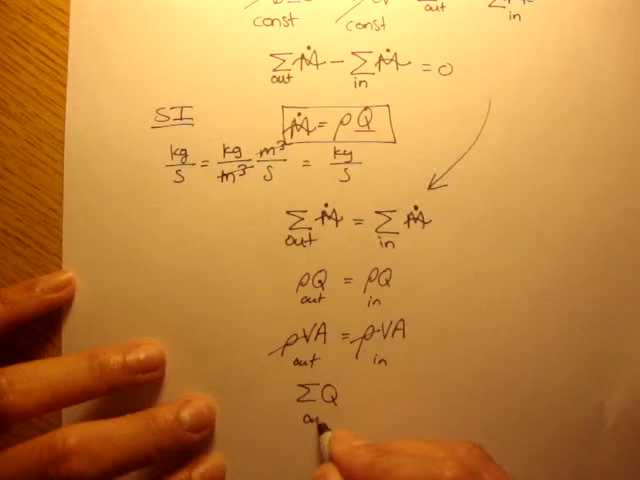 const const out in
∑out ṁ − ∑in ṁ = 0
SI
ṁ = ρQ
kg/s = kg/m³ m³/s = kg/s
∑out ṁ = ∑in ṁ
ρQ out = ρQ in
ρVA out = ρVA in
∑Q